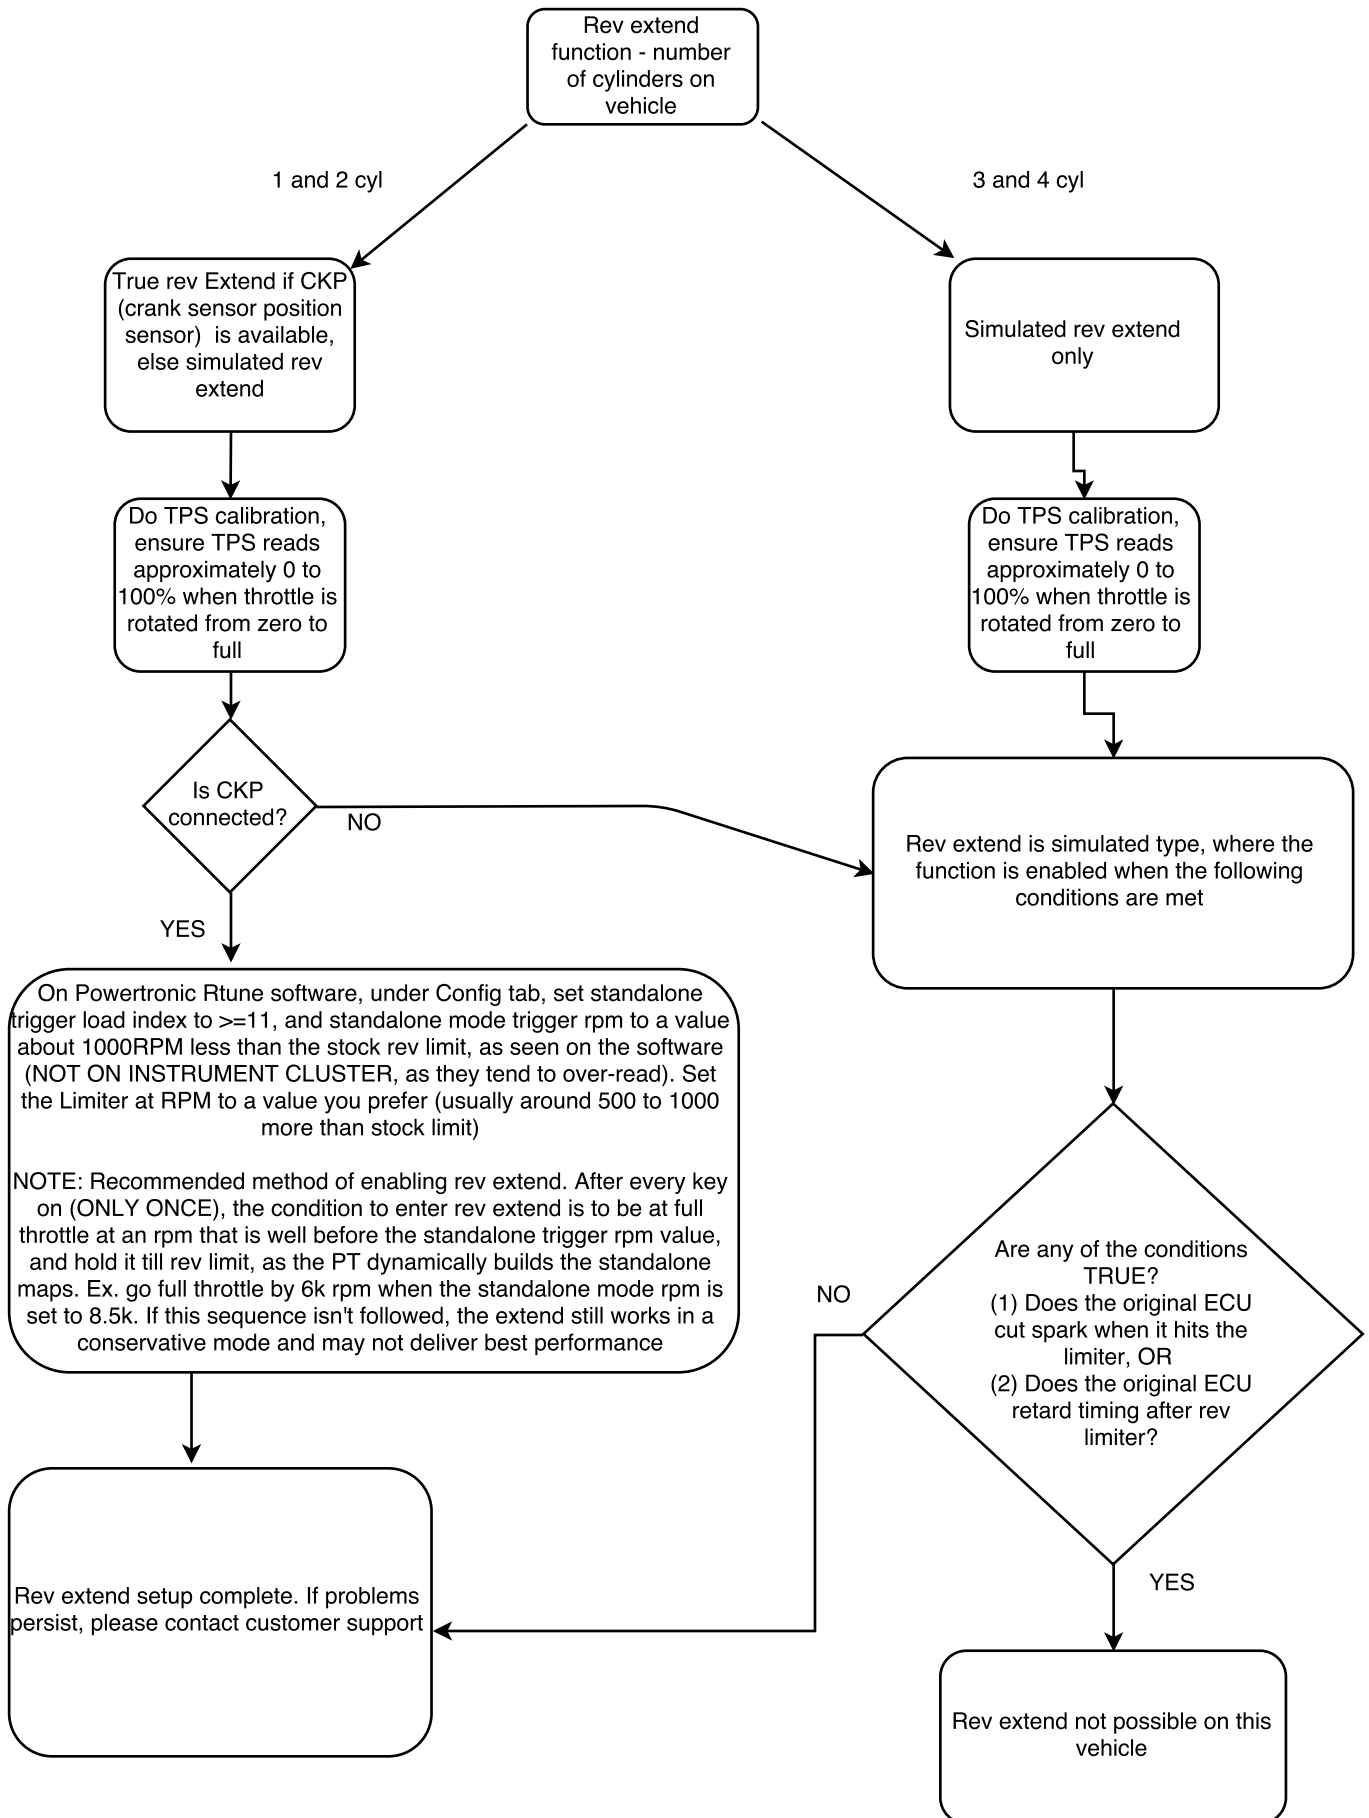 Rev extend
function - number
of cylinders on
vehicle
1 and 2 cyl
3 and 4 cyl
True rev Extend if CKP
(crank sensor position
sensor)  is available,
else simulated rev
extend
Simulated rev extend
only
Do TPS calibration,
ensure TPS reads
approximately 0 to
100% when throttle is
rotated from zero to
full
Do TPS calibration,
ensure TPS reads
approximately 0 to
100% when throttle is
rotated from zero to
full
Is CKP
connected?
NO
YES
Rev extend is simulated type, where the
function is enabled when the following
conditions are met
On Powertronic Rtune software, under Config tab, set standalone
trigger load index to >=11, and standalone mode trigger rpm to a value
about 1000RPM less than the stock rev limit, as seen on the software
(NOT ON INSTRUMENT CLUSTER, as they tend to over-read). Set
the Limiter at RPM to a value you prefer (usually around 500 to 1000
more than stock limit)
NOTE: Recommended method of enabling rev extend. After every key
on (ONLY ONCE), the condition to enter rev extend is to be at full
throttle at an rpm that is well before the standalone trigger rpm value,
and hold it till rev limit, as the PT dynamically builds the standalone
maps. Ex. go full throttle by 6k rpm when the standalone mode rpm is
set to 8.5k. If this sequence isn't followed, the extend still works in a
conservative mode and may not deliver best performance
Are any of the conditions
TRUE?
(1) Does the original ECU
cut spark when it hits the
limiter, OR
(2) Does the original ECU
retard timing after rev
limiter?
NO
YES
Rev extend setup complete. If problems
persist, please contact customer support
Rev extend not possible on this
vehicle